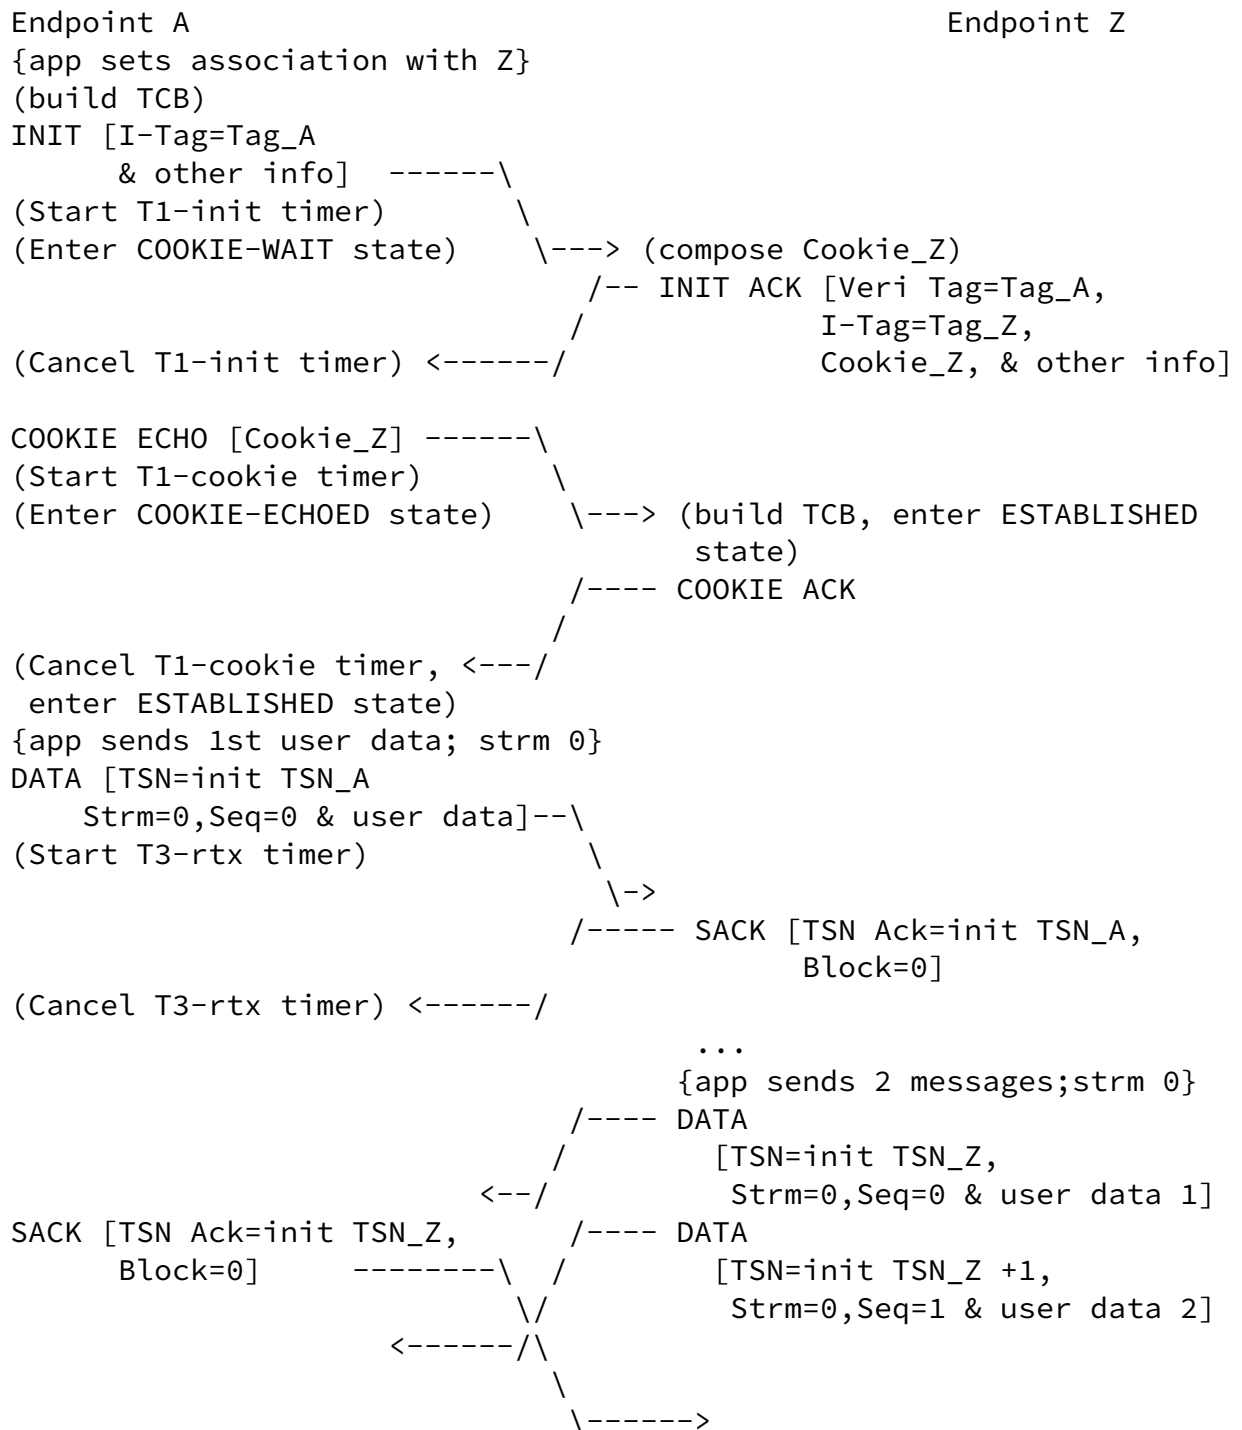 Endpoint A                                          Endpoint Z
{app sets association with Z}
(build TCB)
INIT [I-Tag=Tag_A
      & other info]  ------\
(Start T1-init timer)       \
(Enter COOKIE-WAIT state)    \---> (compose Cookie_Z)
                                /-- INIT ACK [Veri Tag=Tag_A,
                               /             I-Tag=Tag_Z,
(Cancel T1-init timer) <------/              Cookie_Z, & other info]

COOKIE ECHO [Cookie_Z] ------\
(Start T1-cookie timer)       \
(Enter COOKIE-ECHOED state)    \---> (build TCB, enter ESTABLISHED
                                      state)
                               /---- COOKIE ACK
                              /
(Cancel T1-cookie timer, <---/
 enter ESTABLISHED state)
{app sends 1st user data; strm 0}
DATA [TSN=init TSN_A
    Strm=0,Seq=0 & user data]--\
(Start T3-rtx timer)            \
                                 \->
                               /----- SACK [TSN Ack=init TSN_A,
                                            Block=0]
(Cancel T3-rtx timer) <------/
                                      ...
                                     {app sends 2 messages;strm 0}
                               /---- DATA
                              /        [TSN=init TSN_Z,
                          <--/          Strm=0,Seq=0 & user data 1]
SACK [TSN Ack=init TSN_Z,      /---- DATA
      Block=0]     --------\  /        [TSN=init TSN_Z +1,
                            \/          Strm=0,Seq=1 & user data 2]
                     <------/\
                              \
                               \------>